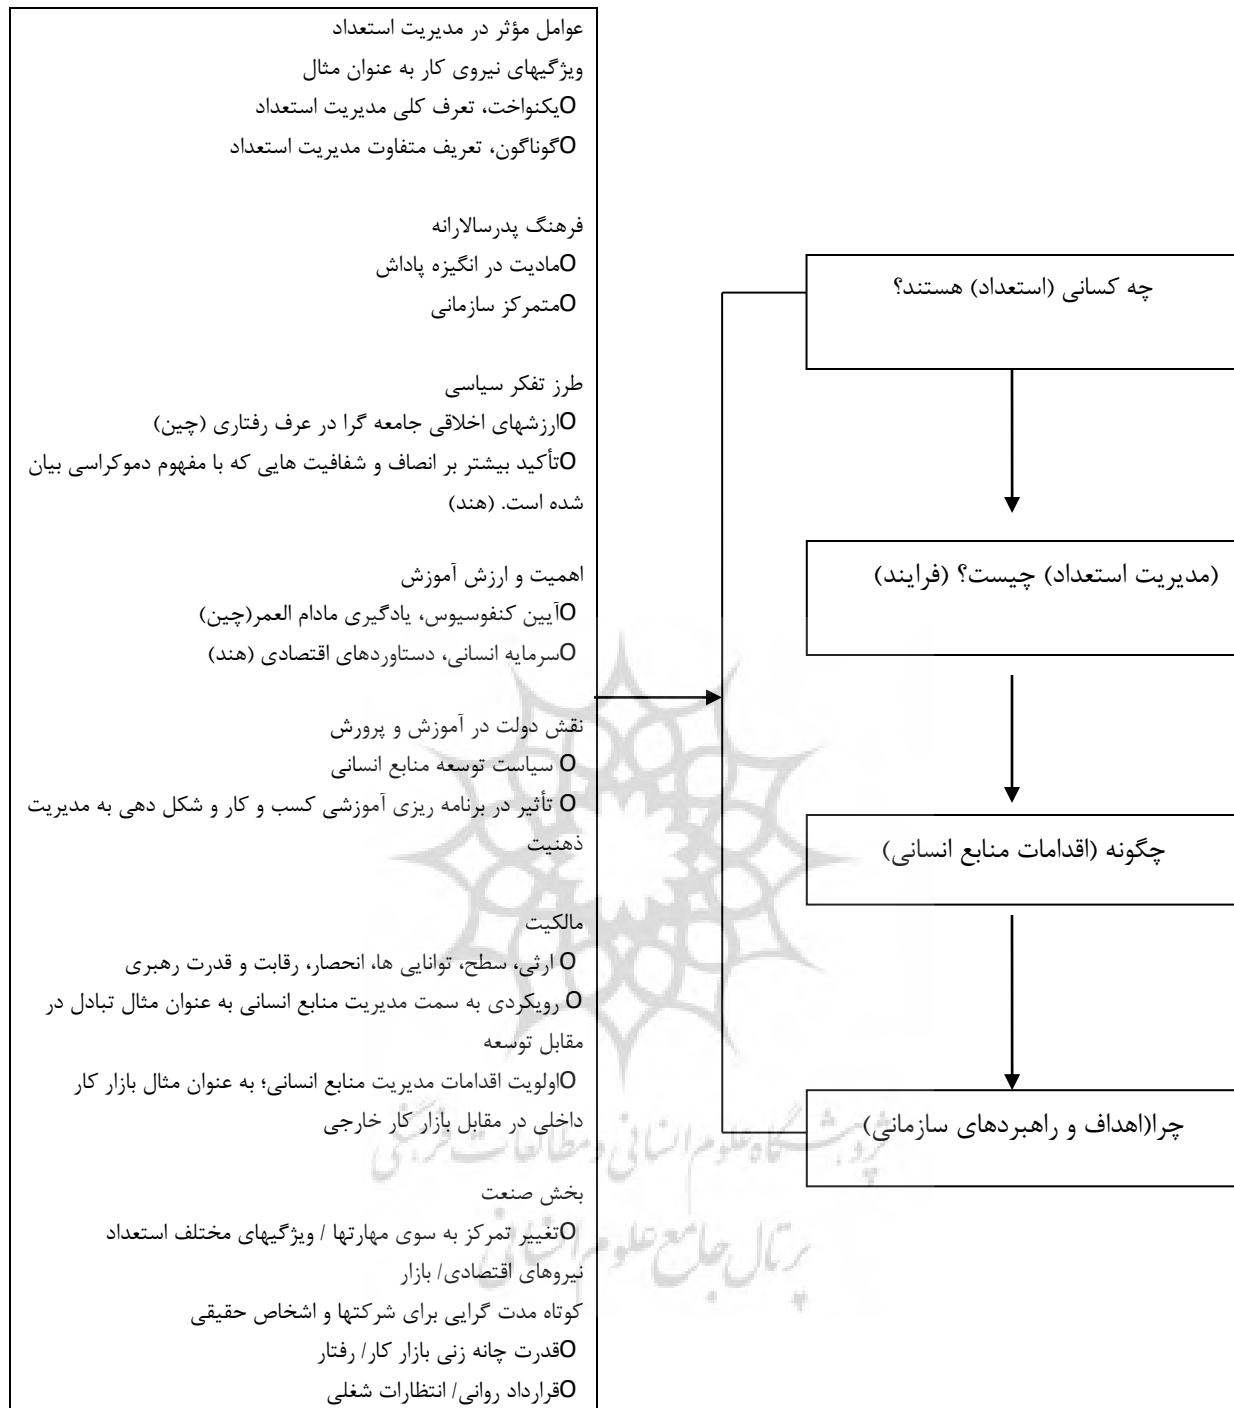 عوامل مؤثر در مدیریت استعداد
ویژگیهای نیروی کار به عنوان مثال
Oیکنواخت، تعرف کلی مدیریت استعداد
Oگوناگون، تعریف متفاوت مدیریت استعداد
فرهنگ پدرسالارانه
Oمادیت در انگیزه پاداش
Oمتمرکز سازمانی
طرز تفکر سیاسی
Oارزشهای اخلاقی جامعه گرا در عرف رفتاری (چین)
Oتأکید بیشتر بر انصاف و شفافیت هایی که با مفهوم دموکراسی بیان
شده است. (هند)
اهمیت و ارزش آموزش
Oآیین کنفوسیوس، یادگیری مادام العمر(چین)
Oسرمایه انسانی، دستاوردهای اقتصادی (هند)
نقش دولت در آموزش و پرورش
O سیاست توسعه منابع انسانی
O تأثیر در برنامه ریزی آموزشی کسب و کار و شکل دهی به مدیریت
ذهنیت
مالکیت
O ارثی، سطح، توانایی ها، انحصار، رقابت و قدرت رهبری
O رویکردی به سمت مدیریت منابع انسانی به عنوان مثال تبادل در
مقابل توسعه
Oاولویت اقدامات مدیریت منابع انسانی؛ به عنوان مثال بازار کار
داخلی در مقابل بازار کار خارجی
بخش صنعت
Oتغییر تمرکز به سوی مهارتها / ویژگیهای مختلف استعداد
نیروهای اقتصادی/ بازار
کوتاه مدت گرایی برای شرکتها و اشخاص حقیقی
Oقدرت چانه زنی بازار کار/ رفتار
Oقرارداد روانی/ انتظارات شغلی
چه کسانی (استعداد) هستند؟
(مدیریت استعداد) چیست؟ (فرایند)
چگونه (اقدامات منابع انسانی)
چرا(اهداف و راهبردهای سازمانی)
پژوهشگاه علوم انسانی و مطالعات فرهنگی
پرتال جامع علوم انسانی